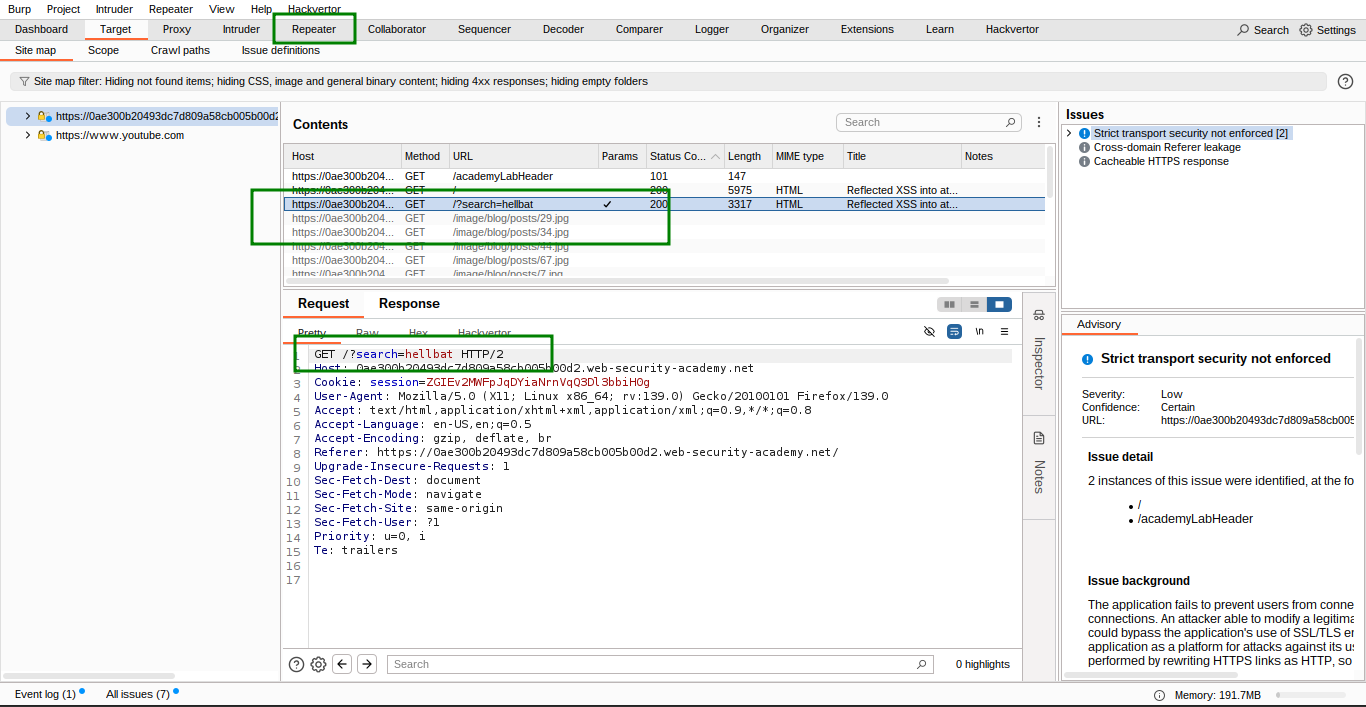 Burp Project Intruder Repeater View Help Hackvertor
Dashboard Target Proxy Intruder Repeater Collaborator Sequencer Decoder Comparer Logger Organizer Extensions Learn Hackvertor Search Settings
Site map Scope Crawl paths Issue definitions
Site map filter: Hiding not found items; hiding CSS, image and general binary content; hiding 4xx responses; hiding empty folders
https://0ae300b20493dc7d809a58cb005b00d2
https://www.youtube.com
Contents
Search
Host Method URL Params Status Co... Length MIME type Title Notes
https://0ae300b204... GET /academyLabHeader 101 147
https://0ae300b204... GET / 200 5975 HTML Reflected XSS into at...
https://0ae300b204... GET /?search=hellbat ✓ 200 3317 HTML Reflected XSS into at...
https://0ae300b204... GET /image/blog/posts/29.jpg
https://0ae300b204... GET /image/blog/posts/34.jpg
https://0ae300b204... GET /image/blog/posts/44.jpg
https://0ae300b204... GET /image/blog/posts/67.jpg
https://0ae300b204... GET /image/blog/posts/7.jpg
Request Response
Pretty Raw Hex Hackvertor
\n
1 GET /?search=hellbat HTTP/2
2 Host: 0ae300b20493dc7d809a58cb005b00d2.web-security-academy.net
3 Cookie: session=ZGIEv2MWFpJqDYiaNrnVqQ3Dl3bbiH0g
4 User-Agent: Mozilla/5.0 (X11; Linux x86_64; rv:139.0) Gecko/20100101 Firefox/139.0
5 Accept: text/html,application/xhtml+xml,application/xml;q=0.9,*/*;q=0.8
6 Accept-Language: en-US,en;q=0.5
7 Accept-Encoding: gzip, deflate, br
8 Referer: https://0ae300b20493dc7d809a58cb005b00d2.web-security-academy.net/
9 Upgrade-Insecure-Requests: 1
10 Sec-Fetch-Dest: document
11 Sec-Fetch-Mode: navigate
12 Sec-Fetch-Site: same-origin
13 Sec-Fetch-User: ?1
14 Priority: u=0, i
15 Te: trailers
16
17
Search
0 highlights
Inspector
Notes
Issues
Strict transport security not enforced [2]
Cross-domain Referer leakage
Cacheable HTTPS response
Advisory
Strict transport security not enforced
Severity: Low
Confidence: Certain
URL: https://0ae300b20493dc7d809a58cb005
Issue detail
2 instances of this issue were identified, at the fo
• /
• /academyLabHeader
Issue background
The application fails to prevent users from conne
connections. An attacker able to modify a legitima
could bypass the application's use of SSL/TLS en
application as a platform for attacks against its us
performed by rewriting HTTPS links as HTTP, so
Event log (1) All issues (7) Memory: 191.7MB